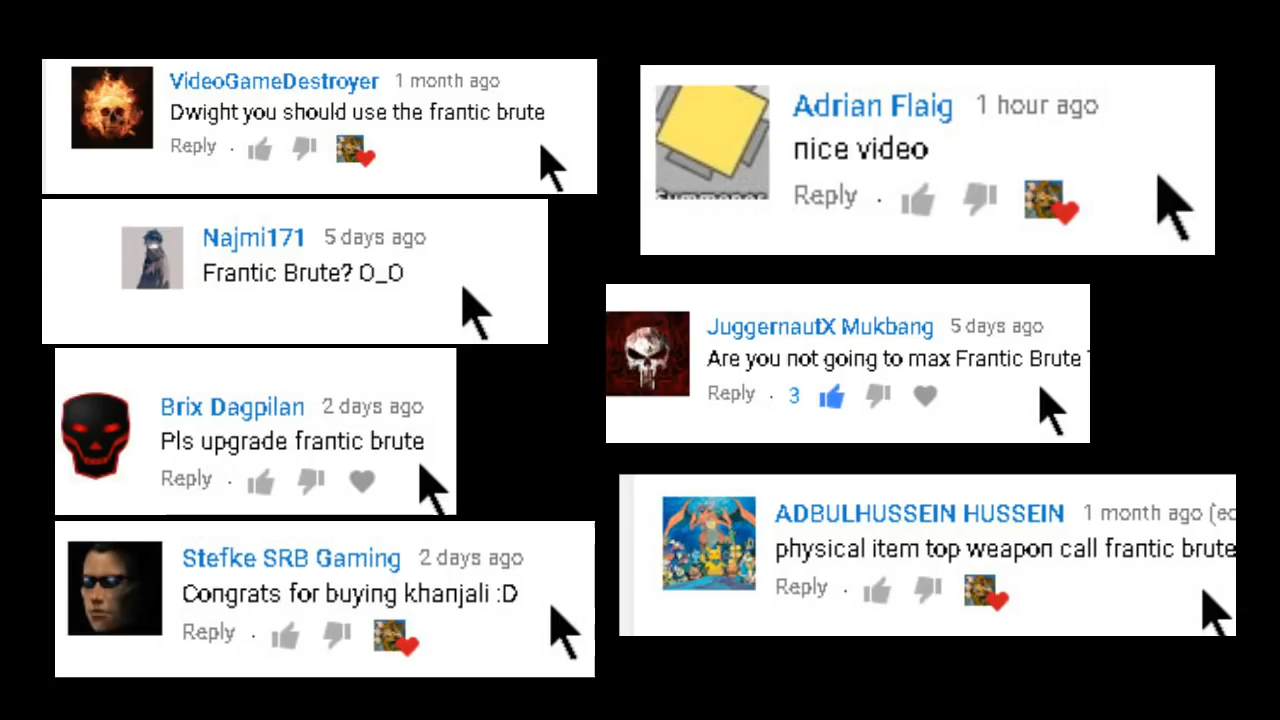 VideoGameDestroyer 1 month ago
Dwight you should use the frantic brute
Reply
Najmi171 5 days ago
Frantic Brute? O_O
Brix Dagpilan 2 days ago
Pls upgrade frantic brute
Reply
Stefke SRB Gaming 2 days ago
Congrats for buying khanjali :D
Reply
Adrian Flaig 1 hour ago
nice video
Reply
JuggernautX Mukbang 5 days ago
Are you not going to max Frantic Brute
Reply · 3
ADBULHUSSEIN HUSSEIN 1 month ago (ed
physical item top weapon call frantic brute
Reply